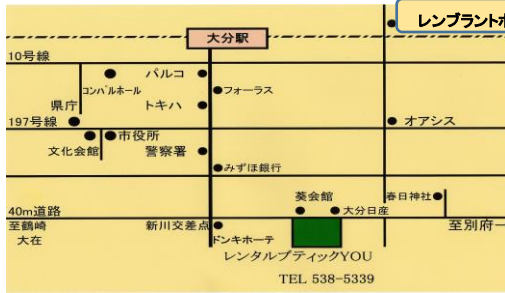 レンブラントホ
大分駅
10号線
パルコ
コンパルホール
フォーラス
県庁
トキハ
197号線
オアシス
市役所
文化会館
警察署
みずほ銀行
葵会館
春日神社
40m道路
大分日産
至鶴崎
大在
新川交差点
ドンキホーテ
至別府
レンタルブティックYOU
TEL 538-5339